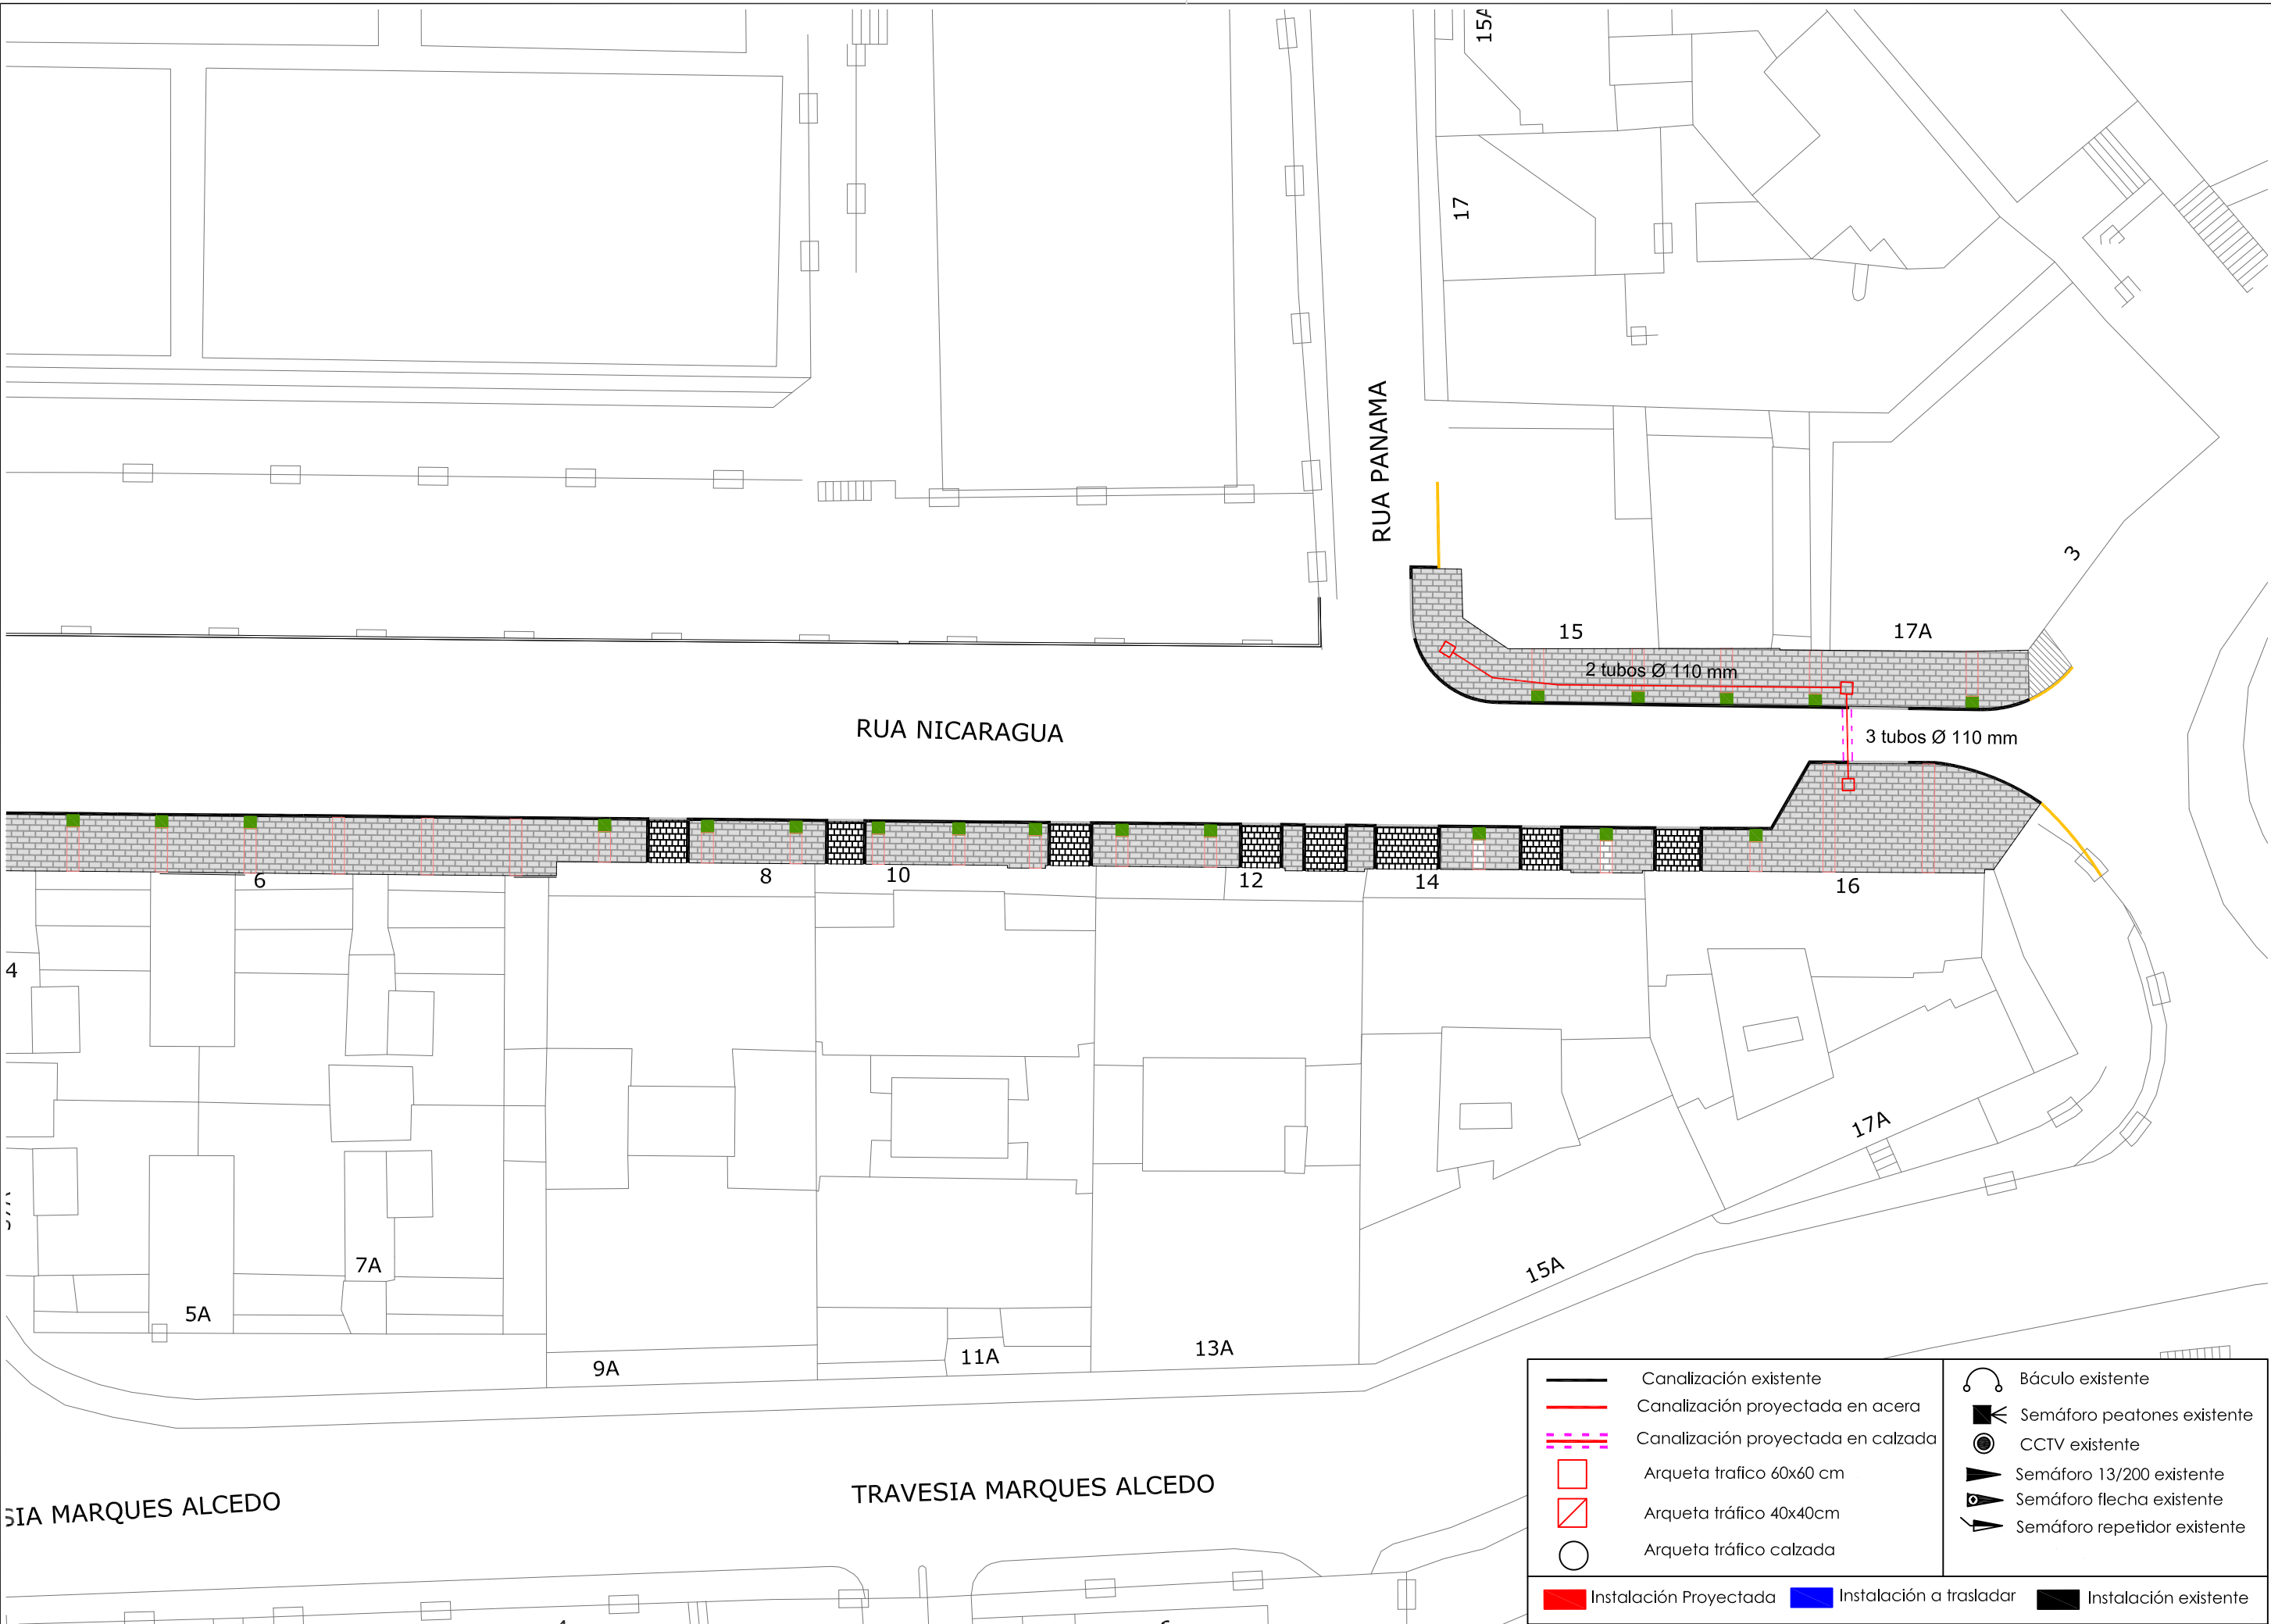 15A
17
RUA PANAMA
3
15
17A
2 tubos Ø 110 mm
RUA NICARAGUA
3 tubos Ø 110 mm
6
8
10
12
14
16
4
17A
7A
15A
5A
9A
11A
13A
TRAVESIA MARQUES ALCEDO
SIA MARQUES ALCEDO
Canalización existente
Canalización proyectada en acera
Canalización proyectada en calzada
Arqueta trafico 60x60 cm
Arqueta tráfico 40x40cm
Arqueta tráfico calzada
Báculo existente
Semáforo peatones existente
CCTV existente
Semáforo 13/200 existente
Semáforo flecha existente
Semáforo repetidor existente
Instalación Proyectada
Instalación a trasladar
Instalación existente